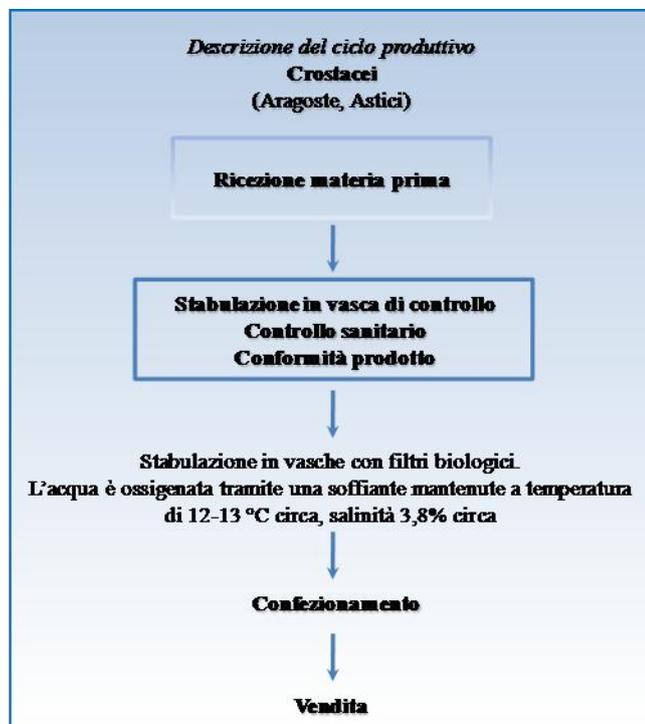 Descrizione del ciclo produttivo
Crostacei
(Aragoste, Astici)
Ricezione materia prima
Stabulazione in vasca di controllo
Controllo sanitario
Conformità prodotto
Stabulazione in vasche con filtri biologici.
L'acqua è ossigenata tramite una soffiante mantenute a temperatura
di 12-13 °C circa, salinità 3,8% circa
Confezionamento
Vendita